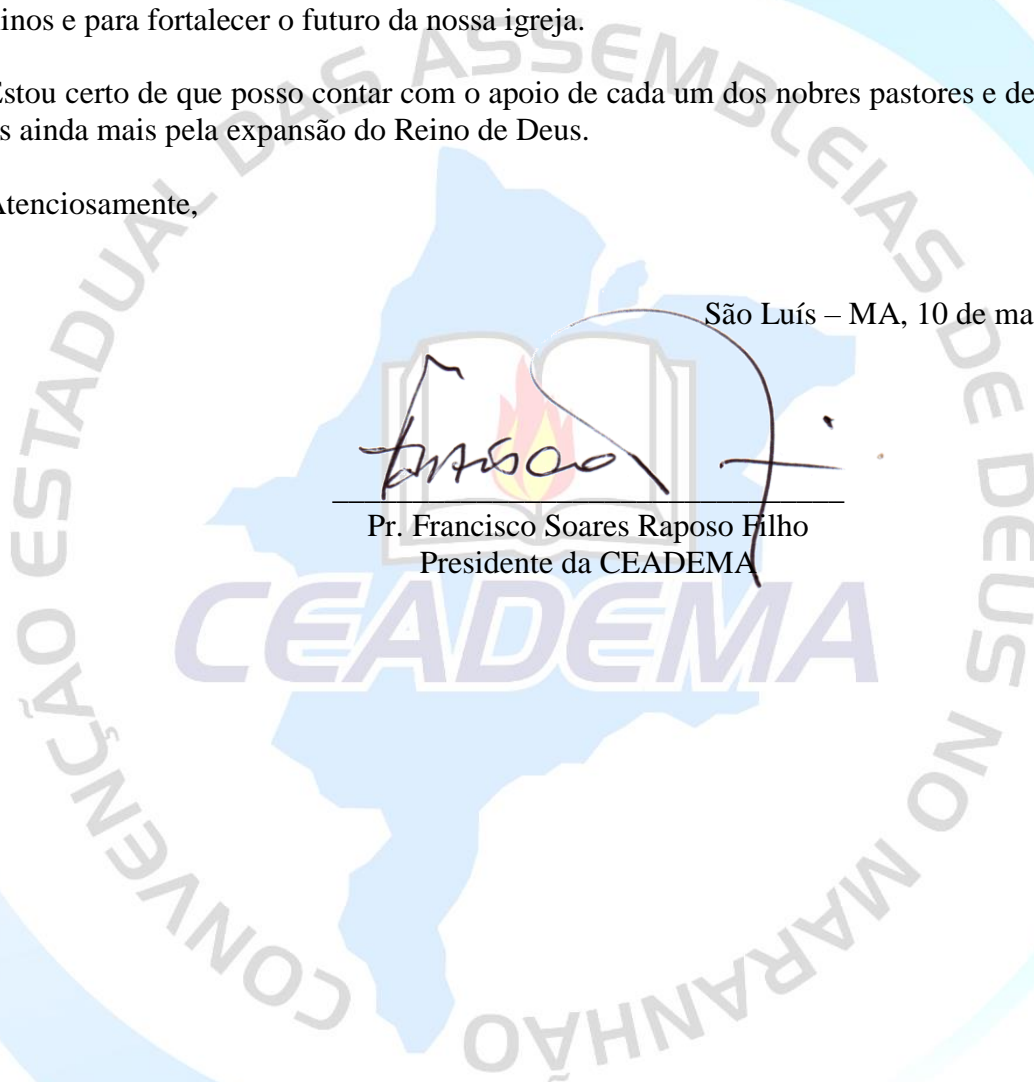 inos e para fortalecer o futuro da nossa igreja.
Estou certo de que posso contar com o apoio de cada um dos nobres pastores e de
s ainda mais pela expansão do Reino de Deus.
Atenciosamente,
São Luís – MA, 10 de ma
Francisco
Pr. Francisco Soares Raposo Filho
Presidente da CEADEMA
CEADEMA
CONVENÇÃO ESTADUAL DAS ASSEMBLEIAS DE DEUS NO MARANHÃO